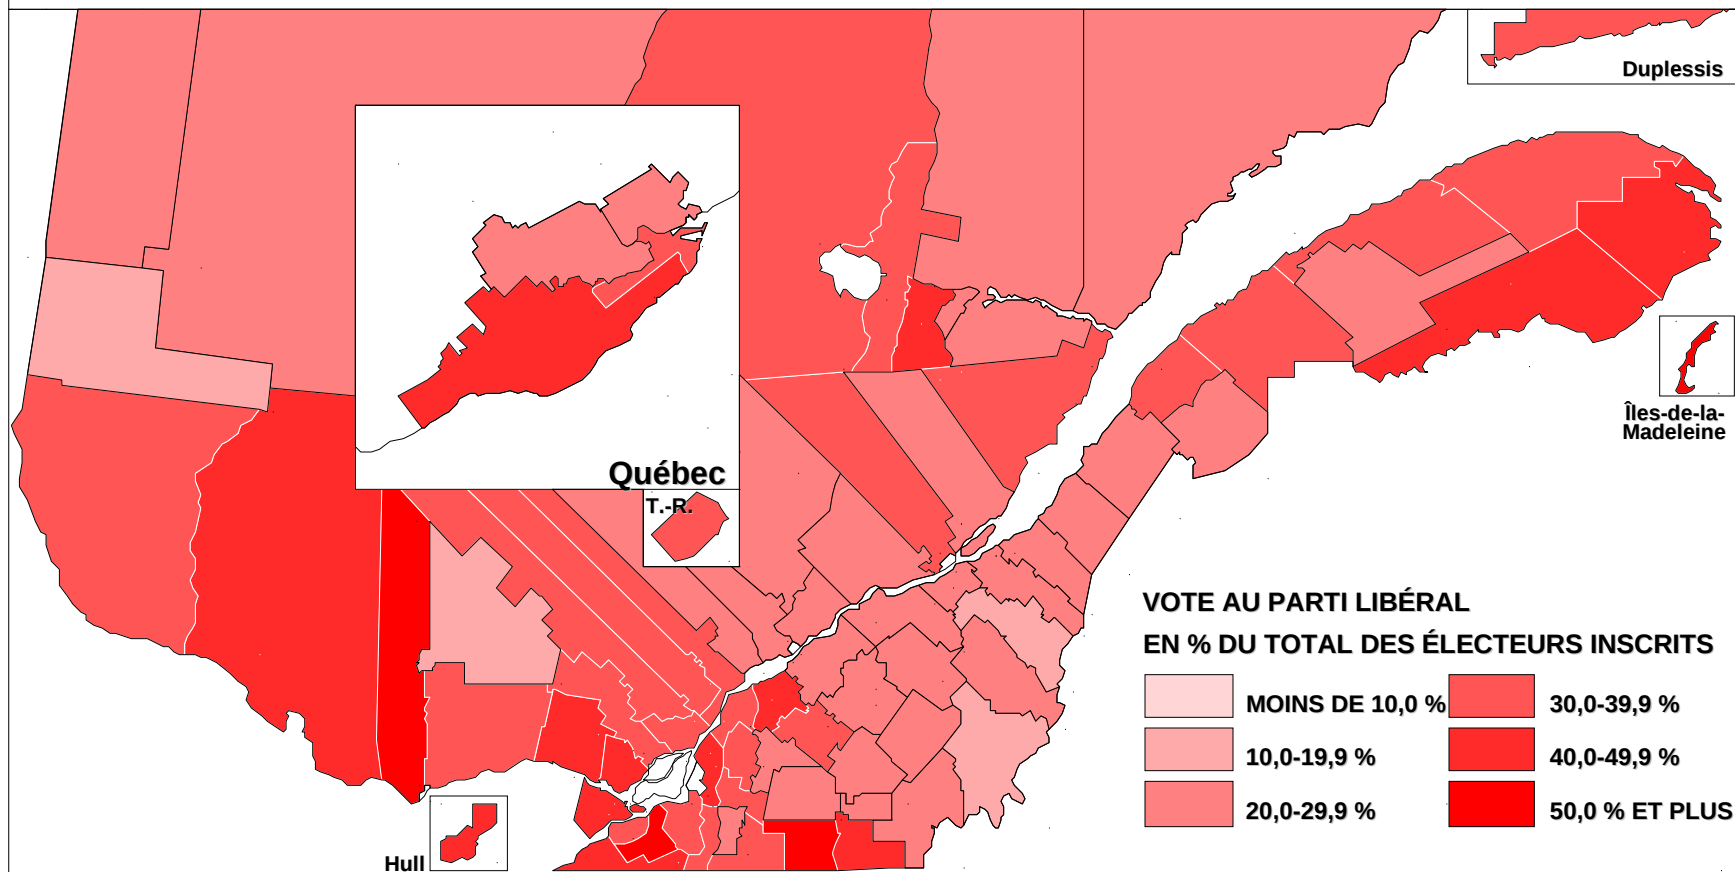 Duplessis
Îles-de-la-
Madeleine
Québec
T.-R.
VOTE AU PARTI LIBÉRAL
EN % DU TOTAL DES ÉLECTEURS INSCRITS
MOINS DE 10,0 %
30,0-39,9 %
10,0-19,9 %
40,0-49,9 %
20,0-29,9 %
50,0 % ET PLUS
Hull